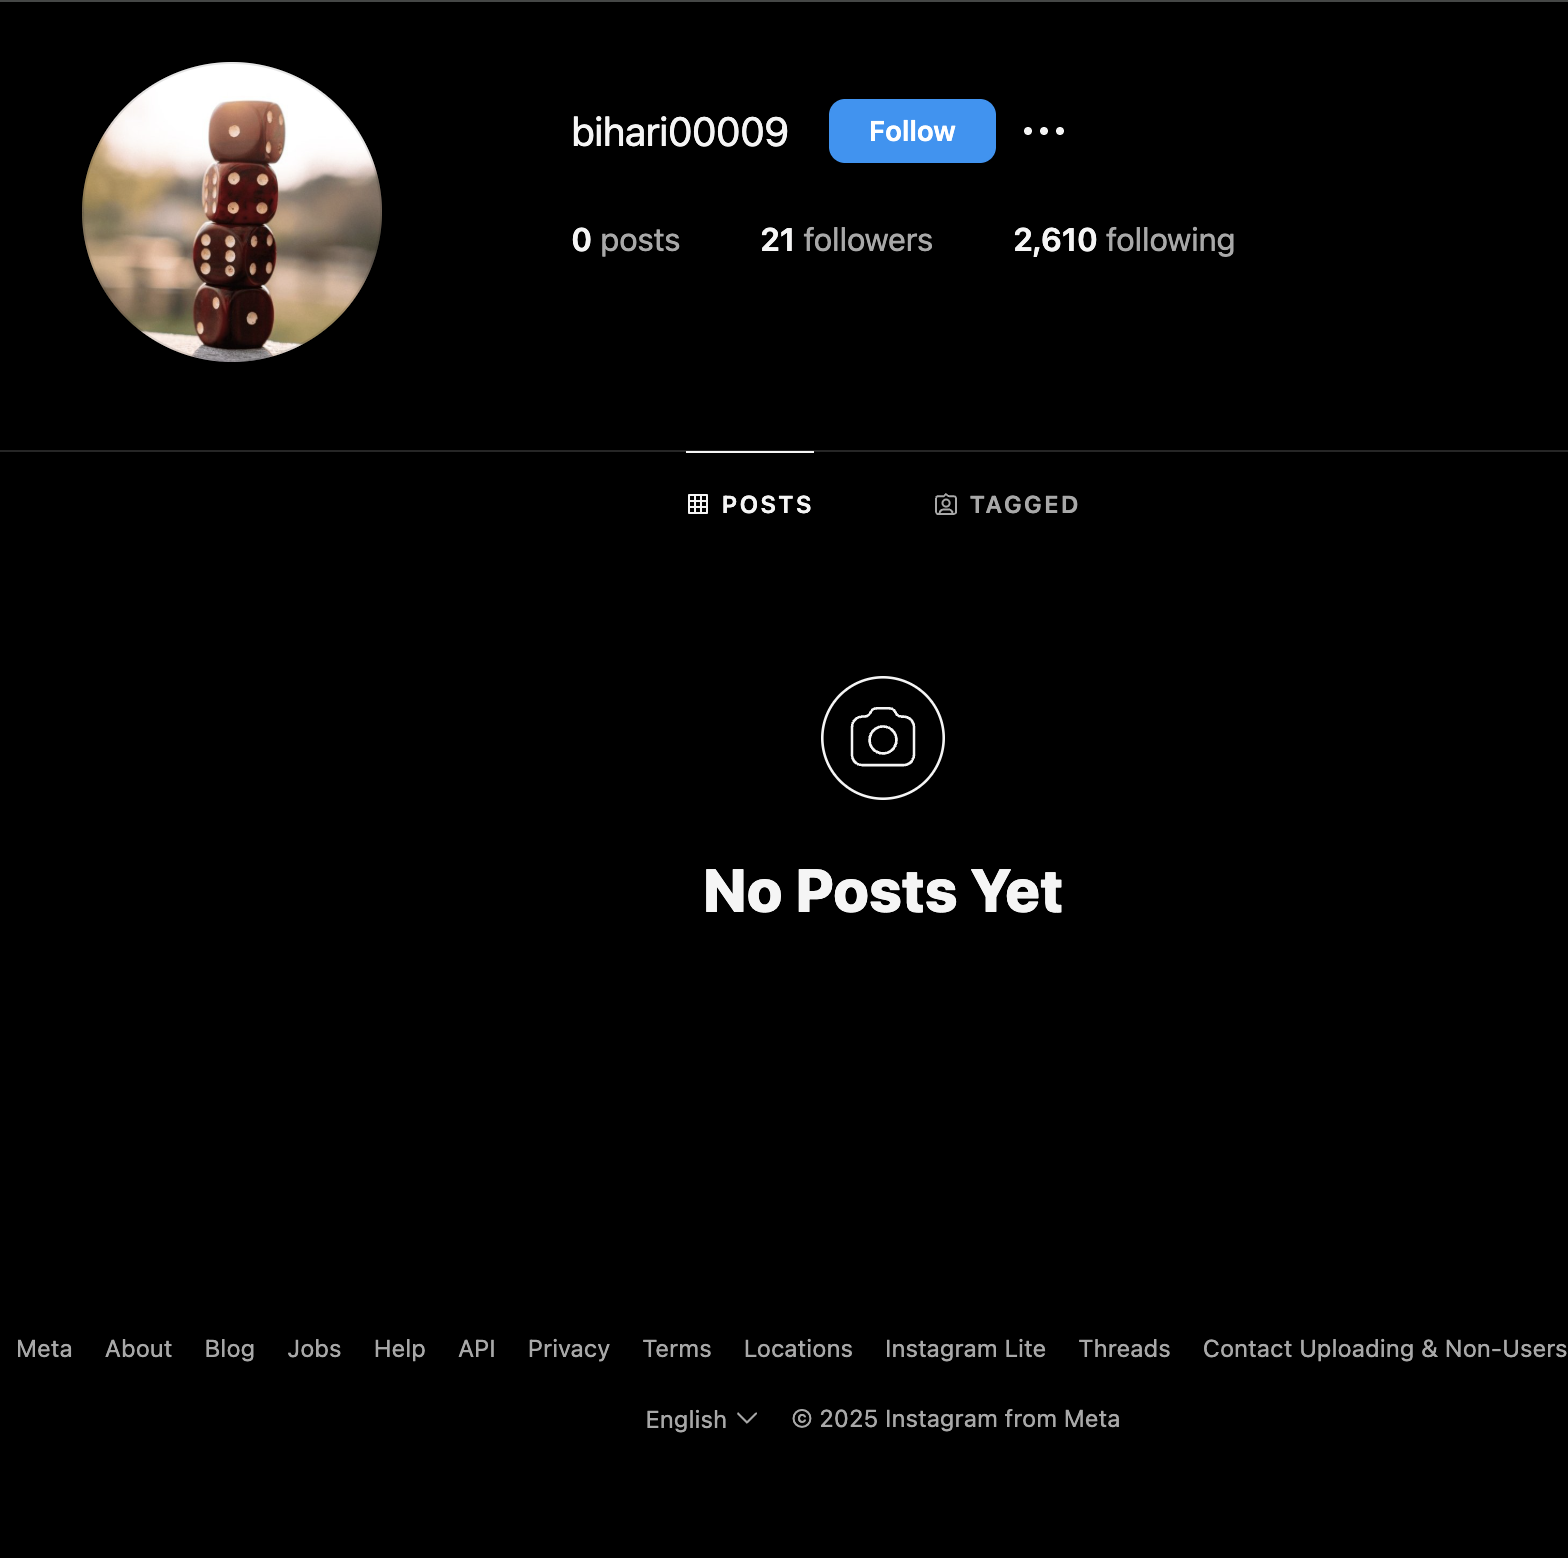 bihari00009 Follow
0 posts 21 followers 2,610 following
POSTS TAGGED
No Posts Yet
Meta About Blog Jobs Help API Privacy Terms Locations Instagram Lite Threads Contact Uploading & Non-Users
English © 2025 Instagram from Meta